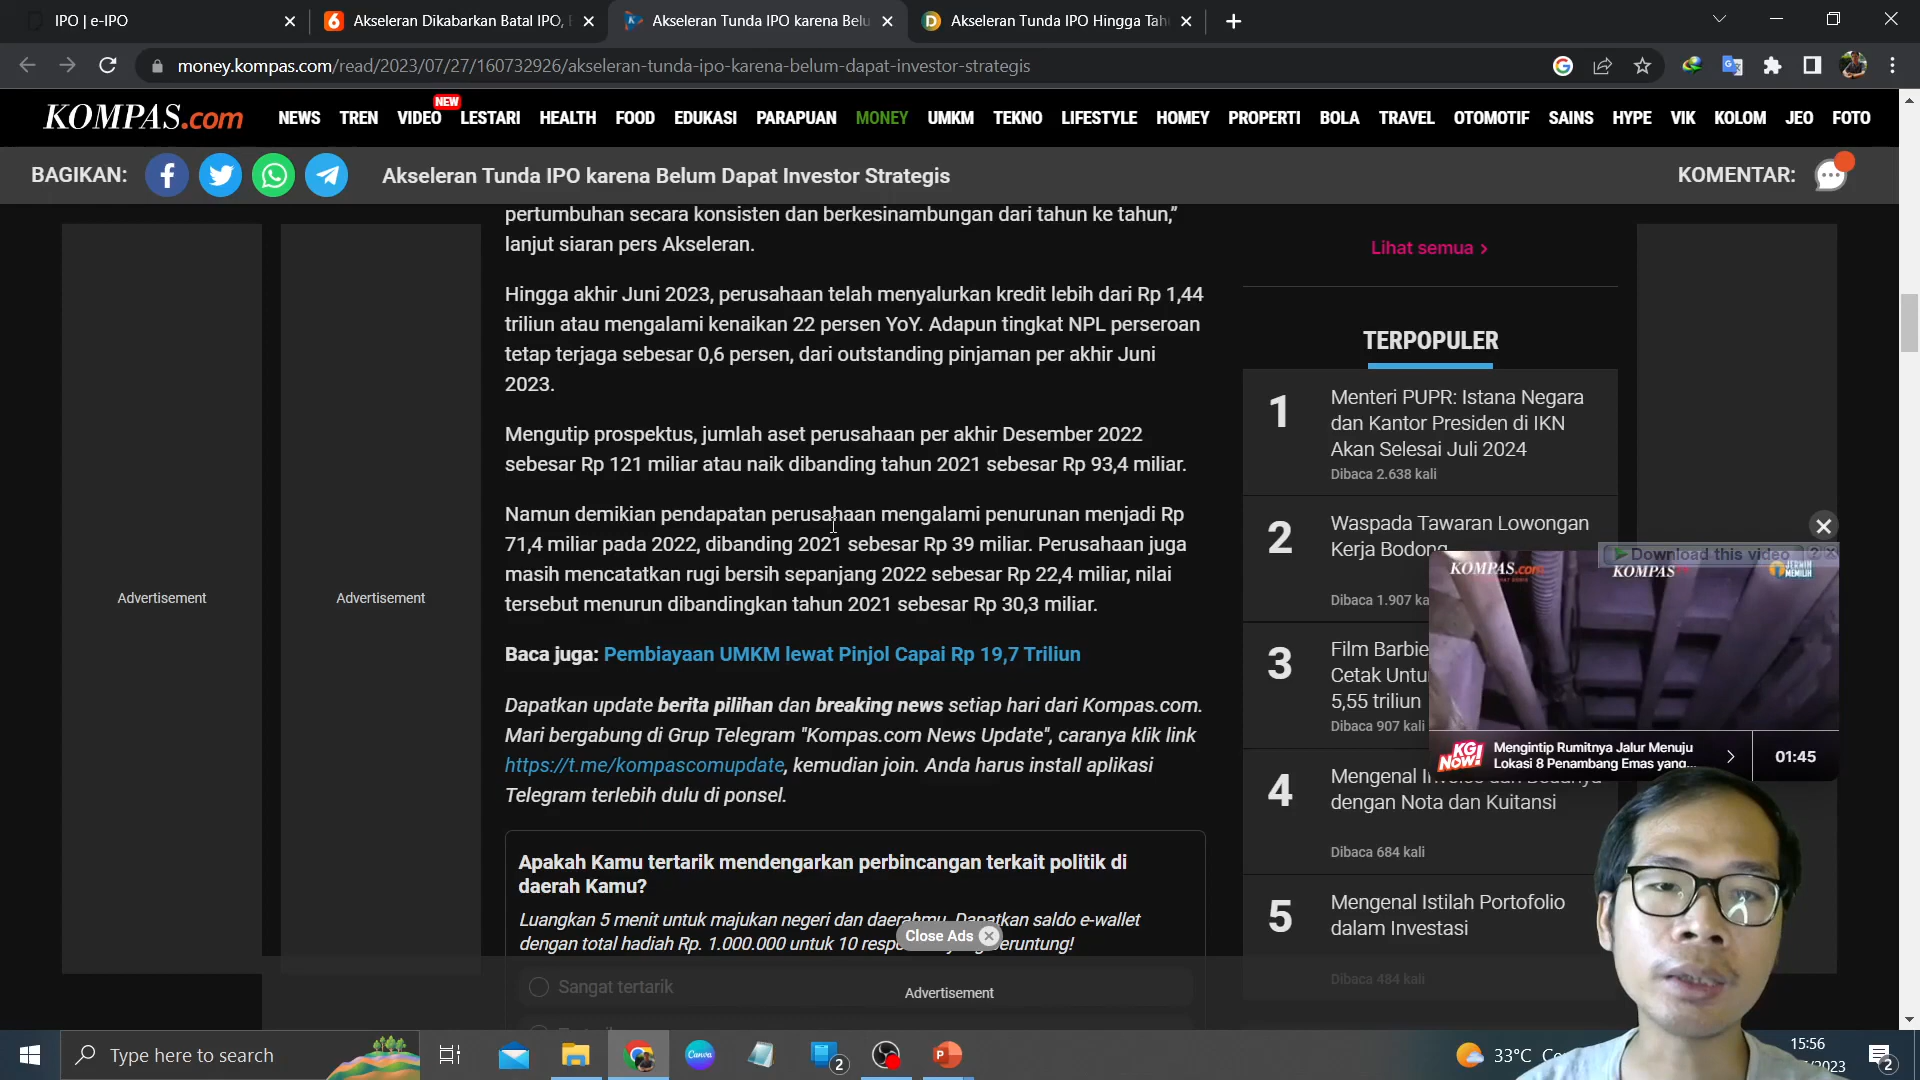 IPO | e-IPO
Akseleran Dikabarkan Batal IPO,
Akseleran Tunda IPO karena Belu
Akseleran Tunda IPO Hingga Tah
money.kompas.com/read/2023/07/27/160732926/akseleran-tunda-ipo-karena-belum-dapat-investor-strategis
KOMPAS.com
NEWS TREN VIDEO NEW LESTARI HEALTH FOOD EDUKASI PARAPUAN MONEY UMKM TEKNO LIFESTYLE HOMEY PROPERTI BOLA TRAVEL OTOMOTIF SAINS HYPE VIK KOLOM JEO FOTO
BAGIKAN:
Akseleran Tunda IPO karena Belum Dapat Investor Strategis
KOMENTAR:
pertumbuhan secara konsisten dan berkesinambungan dari tahun ke tahun,”
lanjut siaran pers Akseleran.
Hingga akhir Juni 2023, perusahaan telah menyalurkan kredit lebih dari Rp 1,44
triliun atau mengalami kenaikan 22 persen YoY. Adapun tingkat NPL perseroan
tetap terjaga sebesar 0,6 persen, dari outstanding pinjaman per akhir Juni
2023.
Mengutip prospektus, jumlah aset perusahaan per akhir Desember 2022
sebesar Rp 121 miliar atau naik dibanding tahun 2021 sebesar Rp 93,4 miliar.
Namun demikian pendapatan perusahaan mengalami penurunan menjadi Rp
71,4 miliar pada 2022, dibanding 2021 sebesar Rp 39 miliar. Perusahaan juga
masih mencatatkan rugi bersih sepanjang 2022 sebesar Rp 22,4 miliar, nilai
tersebut menurun dibandingkan tahun 2021 sebesar Rp 30,3 miliar.
Baca juga: Pembiayaan UMKM lewat Pinjol Capai Rp 19,7 Triliun
Dapatkan update berita pilihan dan breaking news setiap hari dari Kompas.com.
Mari bergabung di Grup Telegram "Kompas.com News Update", caranya klik link
https://t.me/kompascomupdate, kemudian join. Anda harus install aplikasi
Telegram terlebih dulu di ponsel.
Apakah Kamu tertarik mendengarkan perbincangan terkait politik di
daerah Kamu?
Luangkan 5 menit untuk majukan negeri dan daerahmu. Dapatkan saldo e-wallet
dengan total hadiah Rp. 1.000.000 untuk 10 resp eruntung!
Close Ads
Sangat tertarik
Advertisement
Advertisement
Advertisement
Lihat semua
TERPOPULER
1
Menteri PUPR: Istana Negara
dan Kantor Presiden di IKN
Akan Selesai Juli 2024
Dibaca 2.638 kali
2
Waspada Tawaran Lowongan
Kerja Bodong
Dibaca 1.907 ka
3
Film Barbie
Cetak Untu
5,55 triliun
Dibaca 907 kali
4
Mengenal
dengan Nota dan Kuitansi
Dibaca 684 kali
5
Mengenal Istilah Portofolio
dalam Investasi
Dibaca 484 kali
Download this video
KOMPAS.com
KOMPAS
JERNIH
MEMILIH
KG
NOW!
Mengintip Rumitnya Jalur Menuju
Lokasi 8 Penambang Emas yang...
01:45
Type here to search
Canva
2
33°C
15:56
2023
2